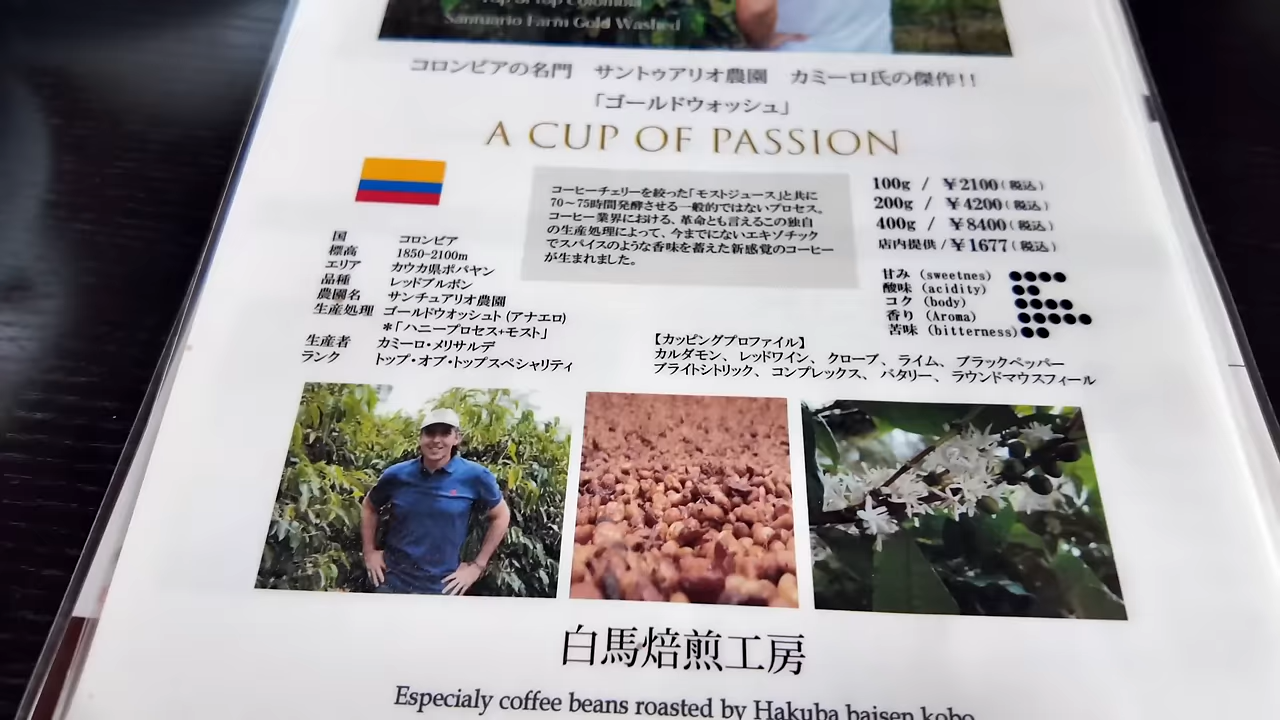 Top of top Colombia
Santuario Farm Gold Washed
コロンビアの名門 サントゥアリオ農園 カミーロ氏の傑作!!
「ゴールドウォッシュ」
A CUP OF PASSION
コーヒーチェリーを絞った「モストジュース」と共に
70〜75時間発酵させる一般的ではないプロセス。
コーヒー業界における、革命とも言えるこの独自
の生産処理によって、今までにないエキゾチック
でスパイスのような香味を蓄えた新感覚のコーヒー
が生まれました。
100g / ¥2100(税込)
200g / ¥4200(税込)
400g / ¥8400(税込)
店内提供/¥1677(税込)
国 コロンビア
標高 1850-2100m
エリア カウカ県ポパヤン
品種 レッドブルボン
農園名 サンチュアリオ農園
生産処理 ゴールドウォッシュト(アナエロ)
*「ハニープロセス+モスト」
生産者 カミーロ・メリサルデ
ランク トップ・オブ・トップスペシャリティ
甘み (sweetnes) ●●●●
酸味 (acidity) ●●
コク (body) ●●●●
香り (Aroma) ●●●●●
苦味 (bitterness) ●●
【カッピングプロファイル】
カルダモン、レッドワイン、クローブ、ライム、ブラックペッパー
ブライトシトリック、コンプレックス、バタリー、ラウンドマウスフィール
白馬焙煎工房
Especialy coffee beans roasted by Hakuba baisen kobo